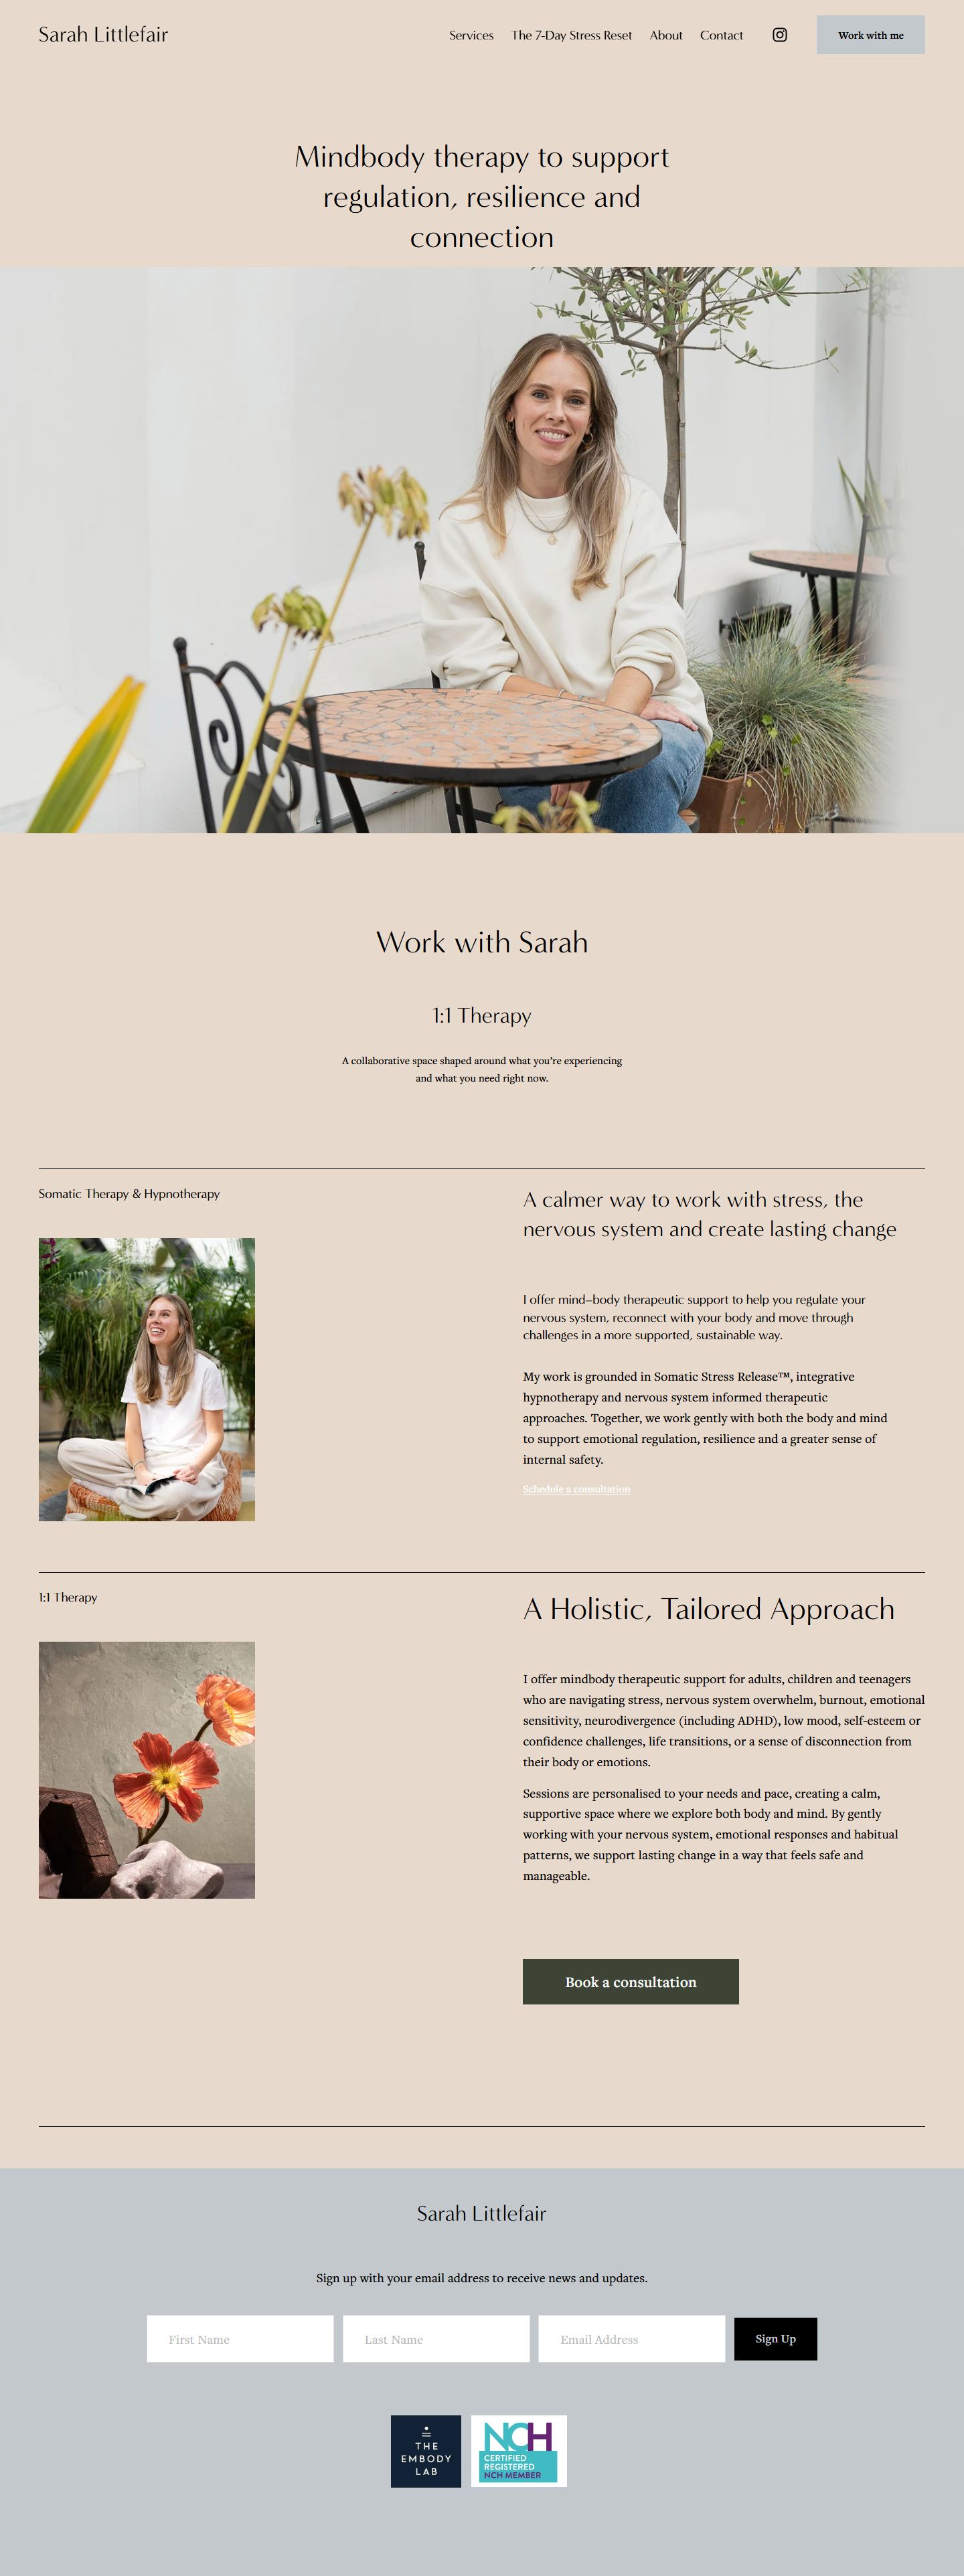 Sarah Littlefair
Services
The 7-Day Stress Reset
About
Contact
Work with me
Mindbody therapy to support
regulation, resilience and
connection
Work with Sarah
1:1 Therapy
A collaborative space shaped around what you're experiencing
and what you need right now.
Somatic Therapy & Hypnotherapy
A calmer way to work with stress, the
nervous system and create lasting change
I offer mind–body therapeutic support to help you regulate your
nervous system, reconnect with your body and move through
challenges in a more supported, sustainable way.
My work is grounded in Somatic Stress Release™, integrative
hypnotherapy and nervous system informed therapeutic
approaches. Together, we work gently with both the body and mind
to support emotional regulation, resilience and a greater sense of
internal safety.
Schedule a consultation
1:1 Therapy
A Holistic, Tailored Approach
I offer mindbody therapeutic support for adults, children and teenagers
who are navigating stress, nervous system overwhelm, burnout, emotional
sensitivity, neurodivergence (including ADHD), low mood, self-esteem or
confidence challenges, life transitions, or a sense of disconnection from
their body or emotions.
Sessions are personalised to your needs and pace, creating a calm,
supportive space where we explore both body and mind. By gently
working with your nervous system, emotional responses and habitual
patterns, we support lasting change in a way that feels safe and
manageable.
Book a consultation
Sarah Littlefair
Sign up with your email address to receive news and updates.
First Name
Last Name
Email Address
Sign Up
THE
EMBODY
LAB
NCH
CERTIFIED
REGISTERED
NCH MEMBER